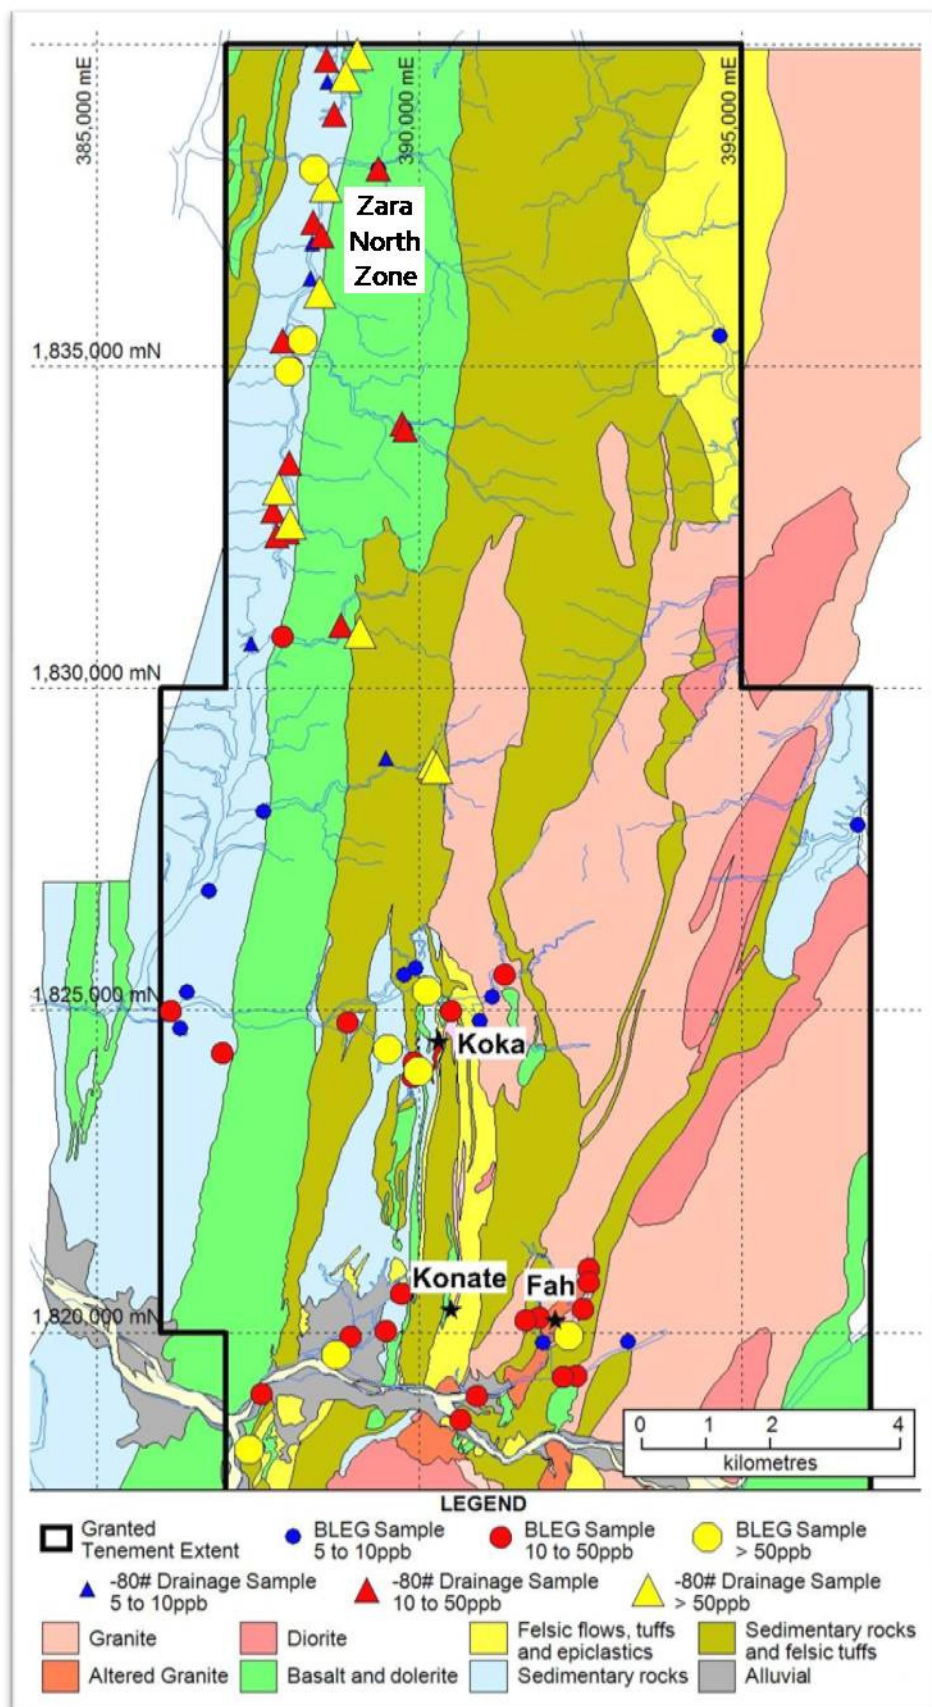 385,000 mE
390,000 mE
395,000 mE
Zara
North
Zone
1,835,000 mN
1,830,000 mN
1,825,000 mN
Koka
Konate
Fah
1,820,000 mN
0 1 2 4
kilometres
LEGEND
Granted
Tenement Extent
BLEG Sample
5 to 10ppb
BLEG Sample
10 to 50ppb
BLEG Sample
> 50ppb
-80# Drainage Sample
5 to 10ppb
-80# Drainage Sample
10 to 50ppb
-80# Drainage Sample
> 50ppb
Granite
Diorite
Felsic flows, tuffs
and epiclastics
Sedimentary rocks
and felsic tuffs
Altered Granite
Basalt and dolerite
Sedimentary rocks
Alluvial